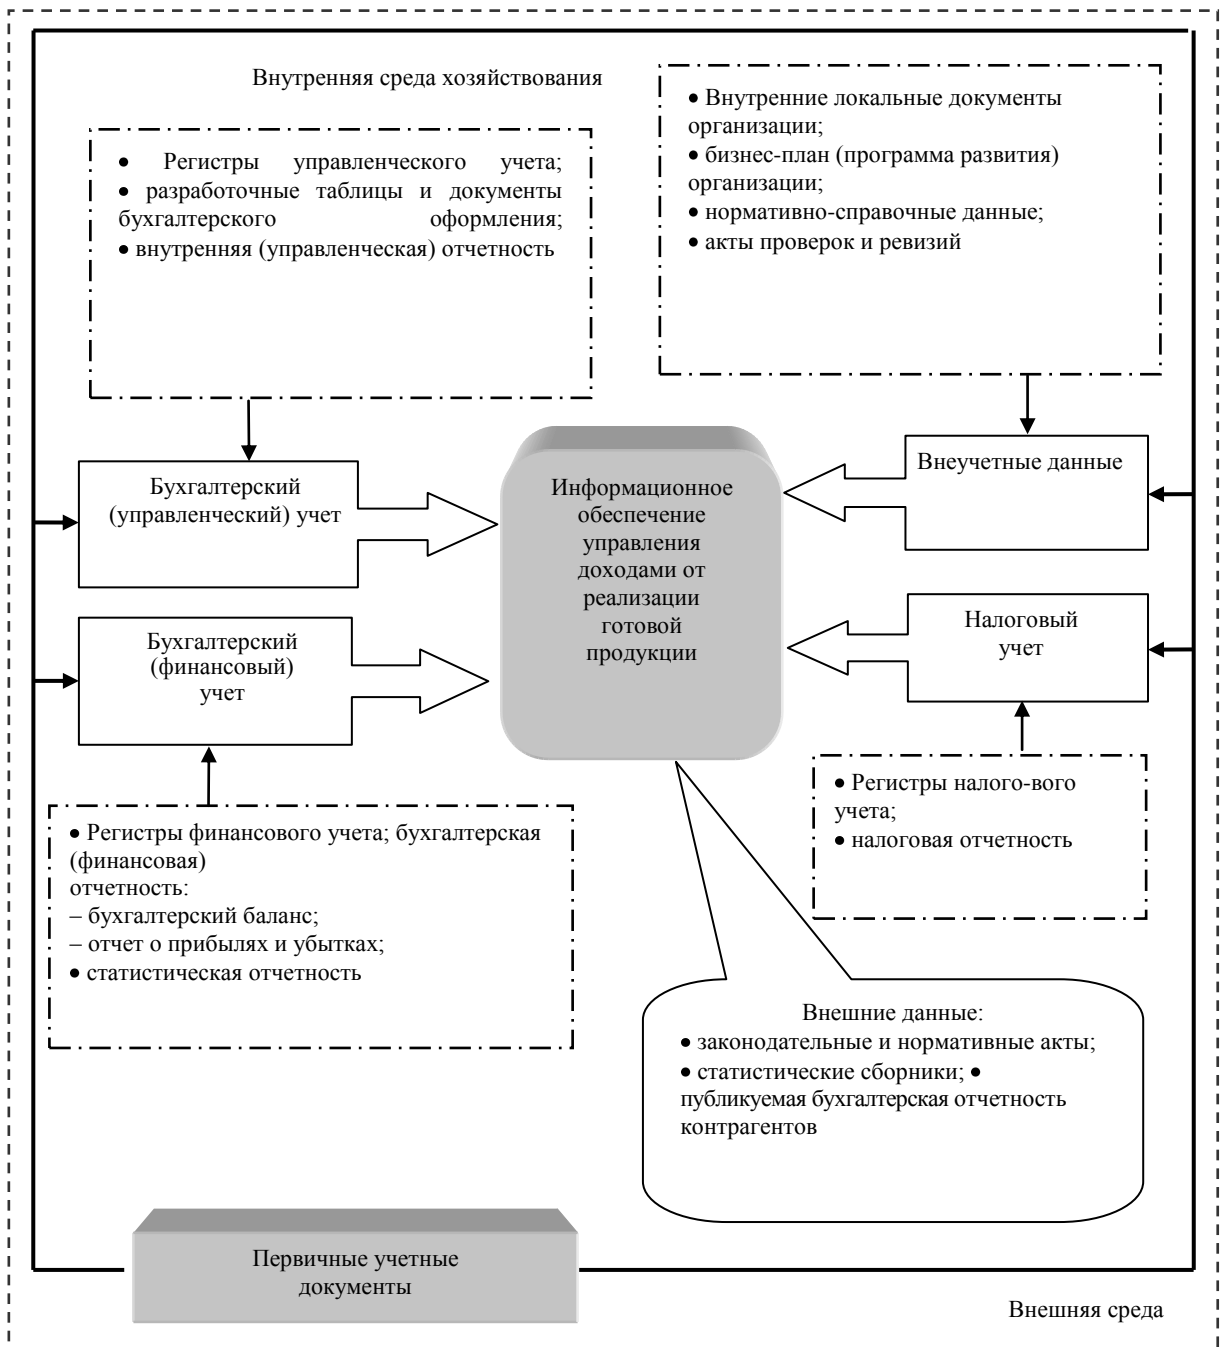 Внутренняя среда хозяйствования
• Регистры управленческого учета;
• разработочные таблицы и документы
бухгалтерского оформления;
• внутренняя (управленческая) отчетность
• Внутренние локальные документы
организации;
• бизнес-план (программа развития)
организации;
• нормативно-справочные данные;
• акты проверок и ревизий
Бухгалтерский
(управленческий) учет
Информационное
обеспечение
управления
доходами от
реализации
готовой
продукции
Внеучетные данные
Бухгалтерский
(финансовый)
учет
Налоговый
учет
• Регистры финансового учета; бухгалтерская
(финансовая)
отчетность:
– бухгалтерский баланс;
– отчет о прибылях и убытках;
• статистическая отчетность
• Регистры налого-вого
учета;
• налоговая отчетность
Внешние данные:
• законодательные и нормативные акты;
• статистические сборники; •
публикуемая бухгалтерская отчетность
контрагентов
Первичные учетные
документы
Внешняя среда